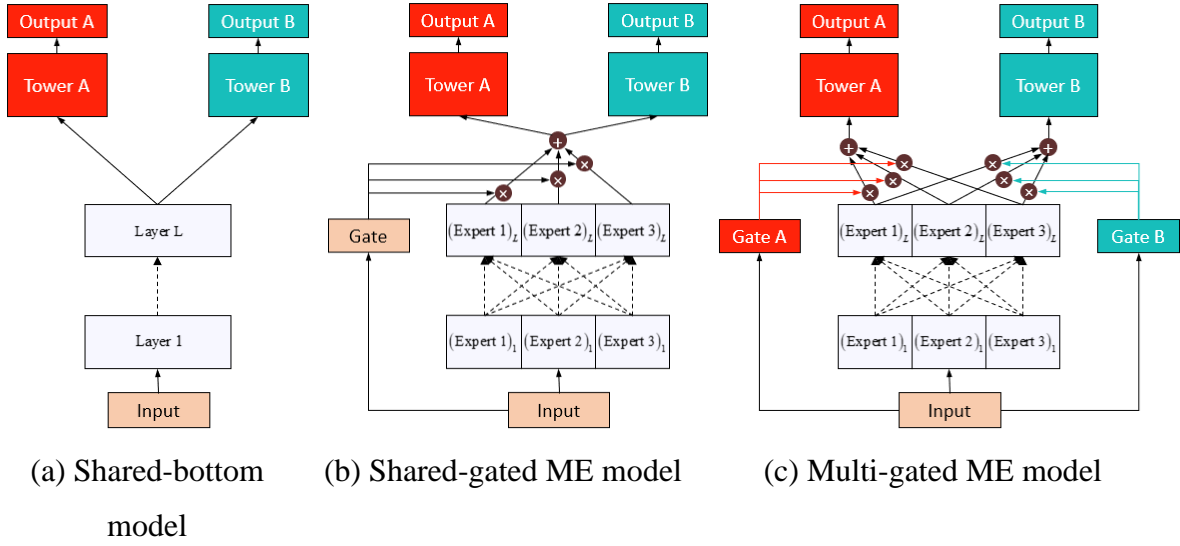 Output A
Output B
Tower A
Tower B
Layer L
Layer 1
Input
(a) Shared-bottom
model
Output A
Output B
Tower A
Tower B
+
×
×
×
Gate
(Expert 1)L
(Expert 2)L
(Expert 3)L
(Expert 1)1
(Expert 2)1
(Expert 3)1
Input
(b) Shared-gated ME model
Output A
Output B
Tower A
Tower B
+
+
×
×
×
×
×
×
Gate A
(Expert 1)L
(Expert 2)L
(Expert 3)L
Gate B
(Expert 1)1
(Expert 2)1
(Expert 3)1
Input
(c) Multi-gated ME model